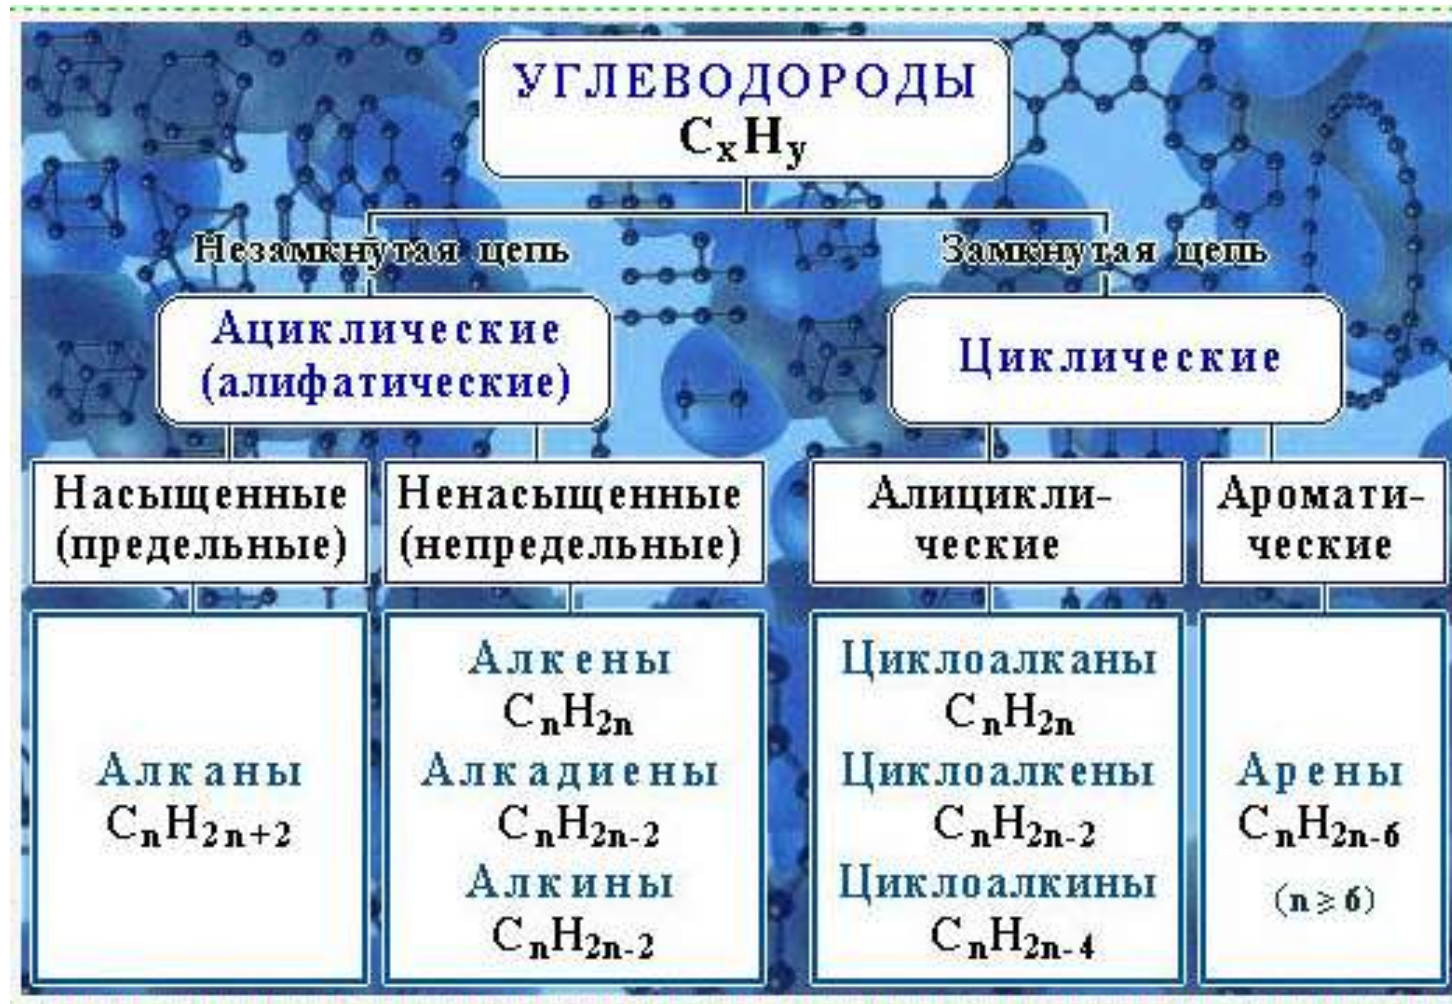 УГЛЕВОДОРОДЫ
CxHy
Незамкнутая цепь
Замкнутая цепь
Ациклические
(алифатические)
Циклические
Насыщенные
(предельные)
Ненасыщенные
(непредельные)
Алицикли-
ческие
Аромати-
ческие
Алканы
CnH2n+2
Алкены
CnH2n
Алкадиены
CnH2n-2
Алкины
CnH2n-2
Циклоалканы
CnH2n
Циклоалкены
CnH2n-2
Циклоалкины
CnH2n-4
Арены
CnH2n-6
(n ≥ 6)